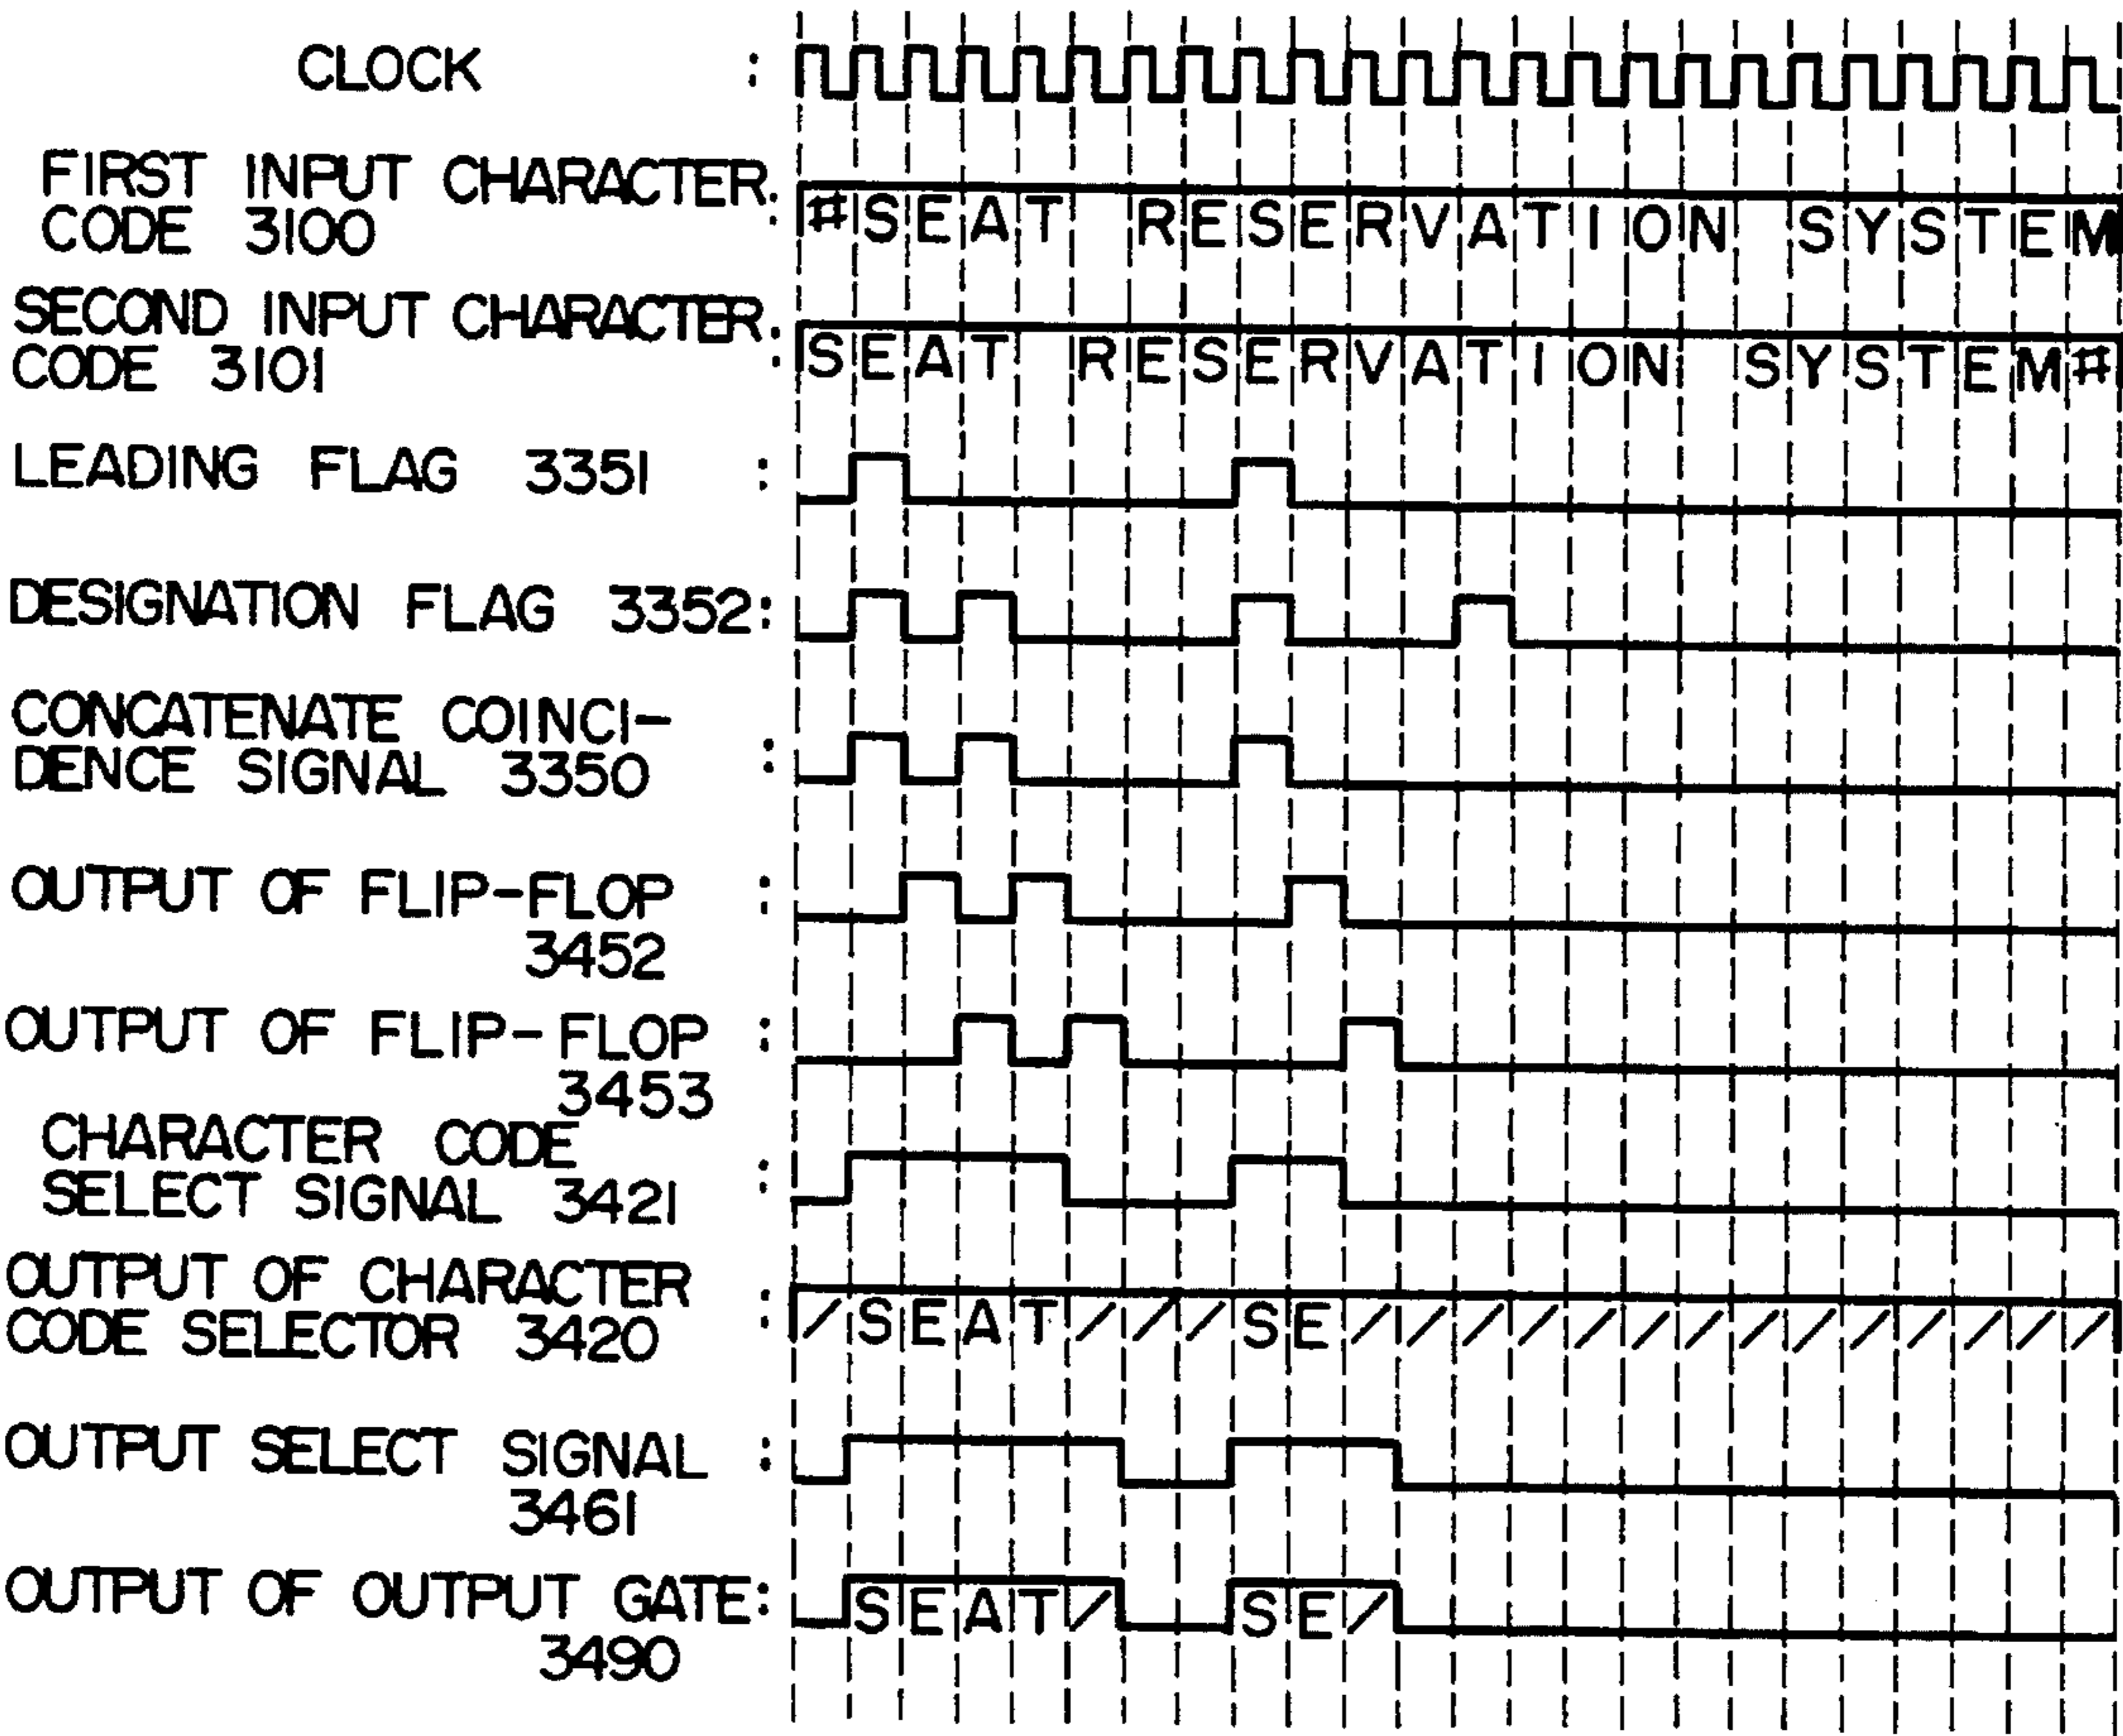 CLOCK :
FIRST INPUT CHARACTER
CODE 3100 : #SEAT RESERVATION SYSTEM
SECOND INPUT CHARACTER
CODE 3101 : SEAT RESERVATION SYSTEM#
LEADING FLAG 3351 :
DESIGNATION FLAG 3352:
CONCATENATE COINCI-
DENCE SIGNAL 3350 :
OUTPUT OF FLIP-FLOP :
3452
OUTPUT OF FLIP-FLOP :
3453
CHARACTER CODE
SELECT SIGNAL 3421 :
OUTPUT OF CHARACTER
CODE SELECTOR 3420 : / SEAT / / / SE / / / / / / / / / / / / / /
OUTPUT SELECT SIGNAL :
3461
OUTPUT OF OUTPUT GATE: SEAT/ SE/
3490